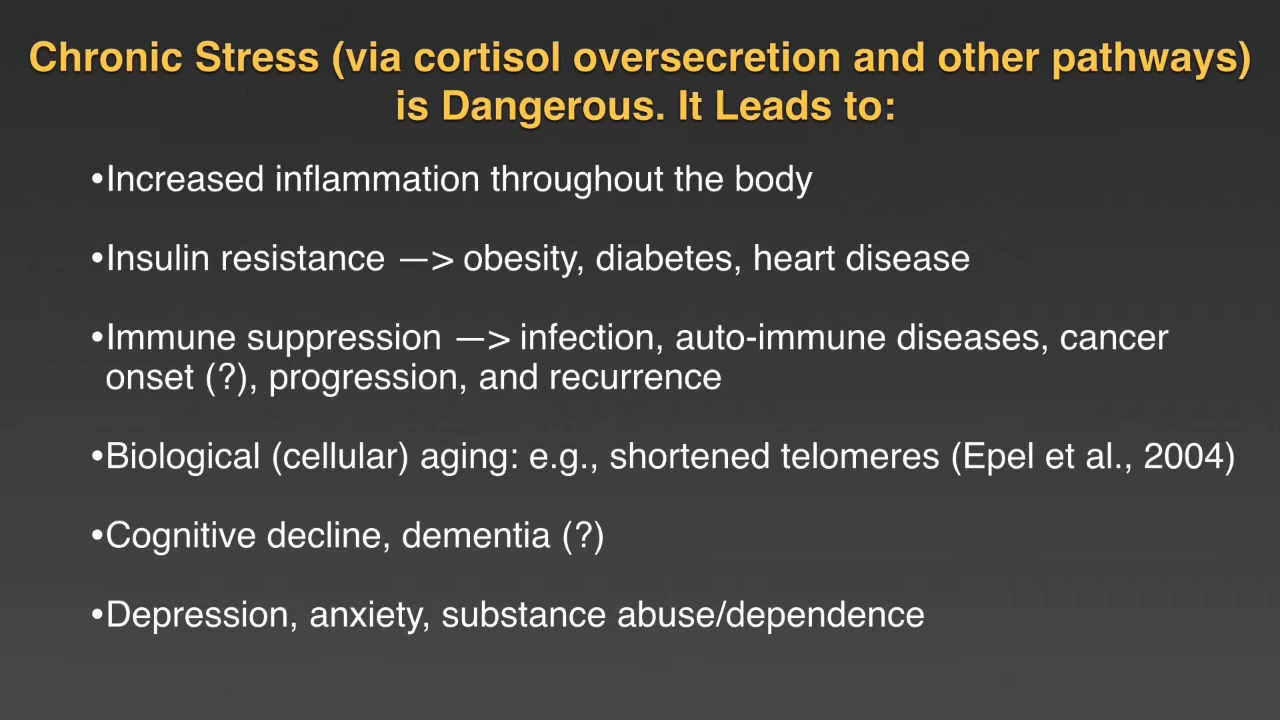 Chronic Stress (via cortisol oversecretion and other pathways)
is Dangerous. It Leads to:
•Increased inflammation throughout the body
•Insulin resistance —> obesity, diabetes, heart disease
•Immune suppression —> infection, auto-immune diseases, cancer
onset (?), progression, and recurrence
•Biological (cellular) aging: e.g., shortened telomeres (Epel et al., 2004)
•Cognitive decline, dementia (?)
•Depression, anxiety, substance abuse/dependence